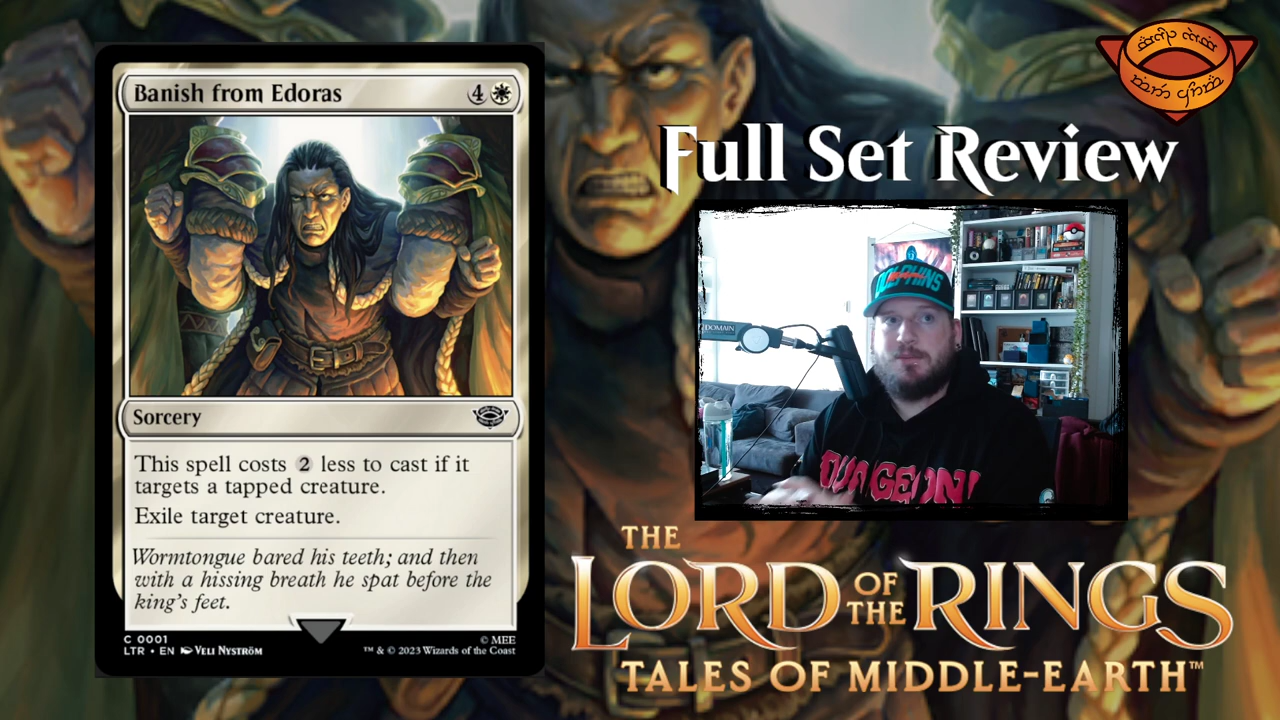 Banish from Edoras
4
Sorcery
This spell costs 2 less to cast if it
targets a tapped creature.
Exile target creature.
Wormtongue bared his teeth; and then
with a hissing breath he spat before the
king's feet.
C 0001
LTR • EN Veli Nyström
© MEE
™ & © 2023 Wizards of the Coast
Full Set Review
DOLPHINS
DOMAIN
THE
LORD OF THE RINGS
TALES OF MIDDLE-EARTH™